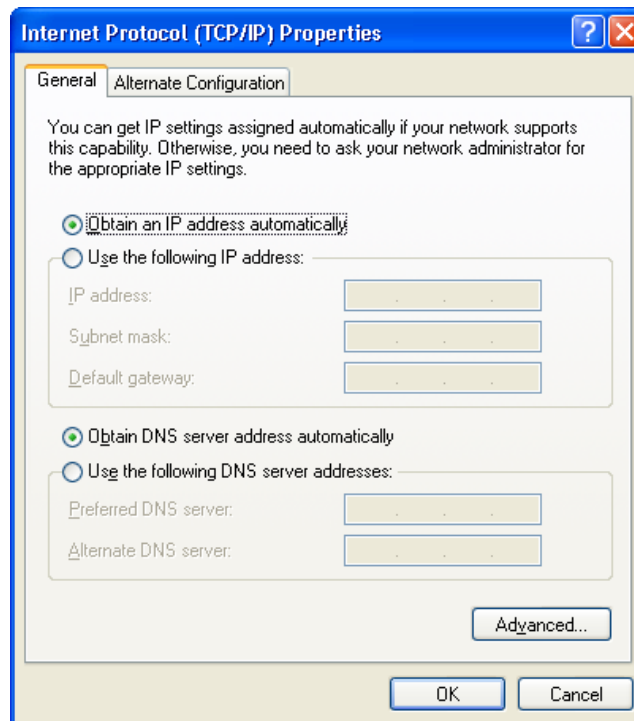 Internet Protocol (TCP/IP) Properties
General
Alternate Configuration
You can get IP settings assigned automatically if your network supports
this capability. Otherwise, you need to ask your network administrator for
the appropriate IP settings.
Obtain an IP address automatically
Use the following IP address:
IP address:
Subnet mask:
Default gateway:
Obtain DNS server address automatically
Use the following DNS server addresses:
Preferred DNS server:
Alternate DNS server:
Advanced...
OK
Cancel